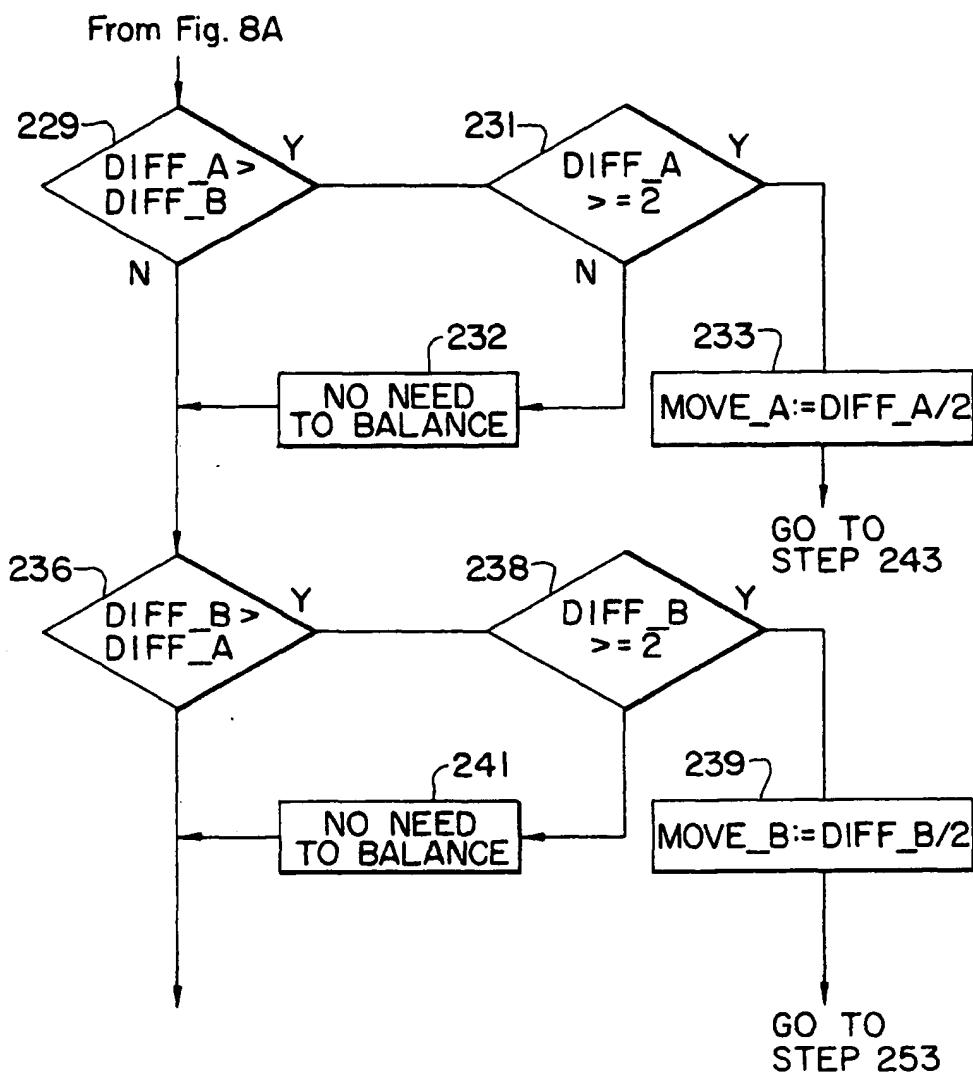 From Fig. 8A
229
DIFF_A >
DIFF_B
Y
N
231
DIFF_A
>=2
Y
N
232
NO NEED
TO BALANCE
233
MOVE_A:=DIFF_A/2
GO TO
STEP 243
236
DIFF_B >
DIFF_A
Y
238
DIFF_B
>=2
Y
241
NO NEED
TO BALANCE
239
MOVE_B:=DIFF_B/2
GO TO
STEP 253